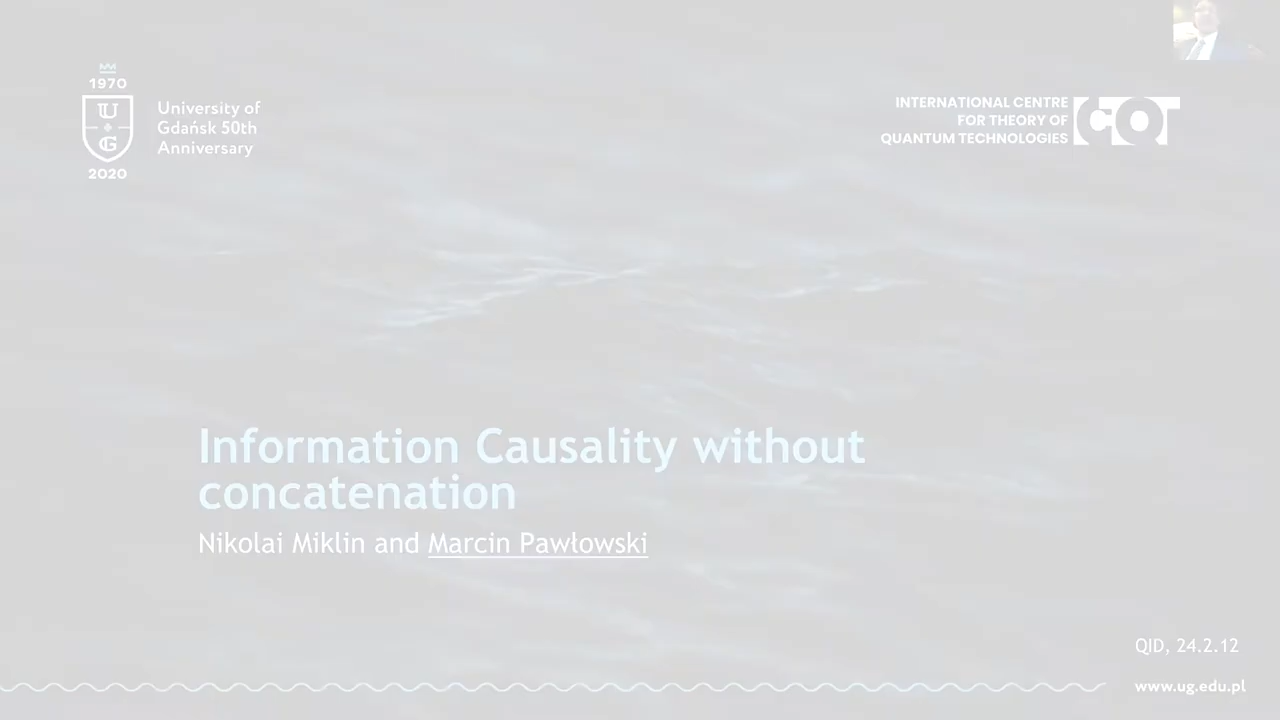 1970
UG
2020
University of
Gdańsk 50th
Anniversary
INTERNATIONAL CENTRE
FOR THEORY OF
QUANTUM TECHNOLOGIES
QT
Information Causality without
concatenation
Nikolai Miklin and Marcin Pawłowski
QID, 24.2.12
www.ug.edu.pl